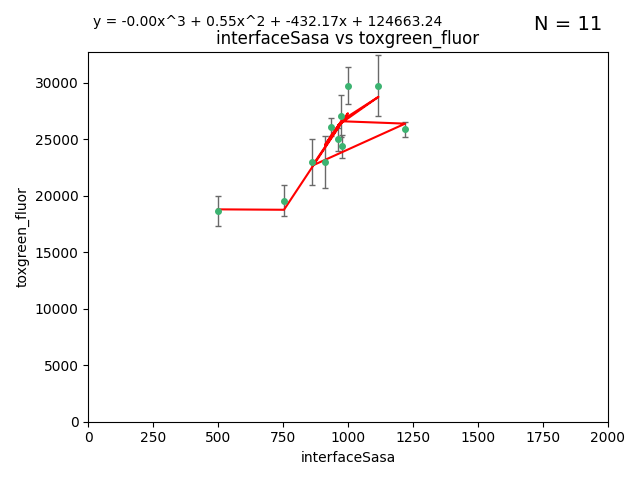 y = -0.00x^3 + 0.55x^2 + -432.17x + 124663.24
N = 11
interfaceSasa vs toxgreen_fluor
30000
25000
20000
15000
10000
5000
0
toxgreen_fluor
0 250 500 750 1000 1250 1500 1750 2000
interfaceSasa